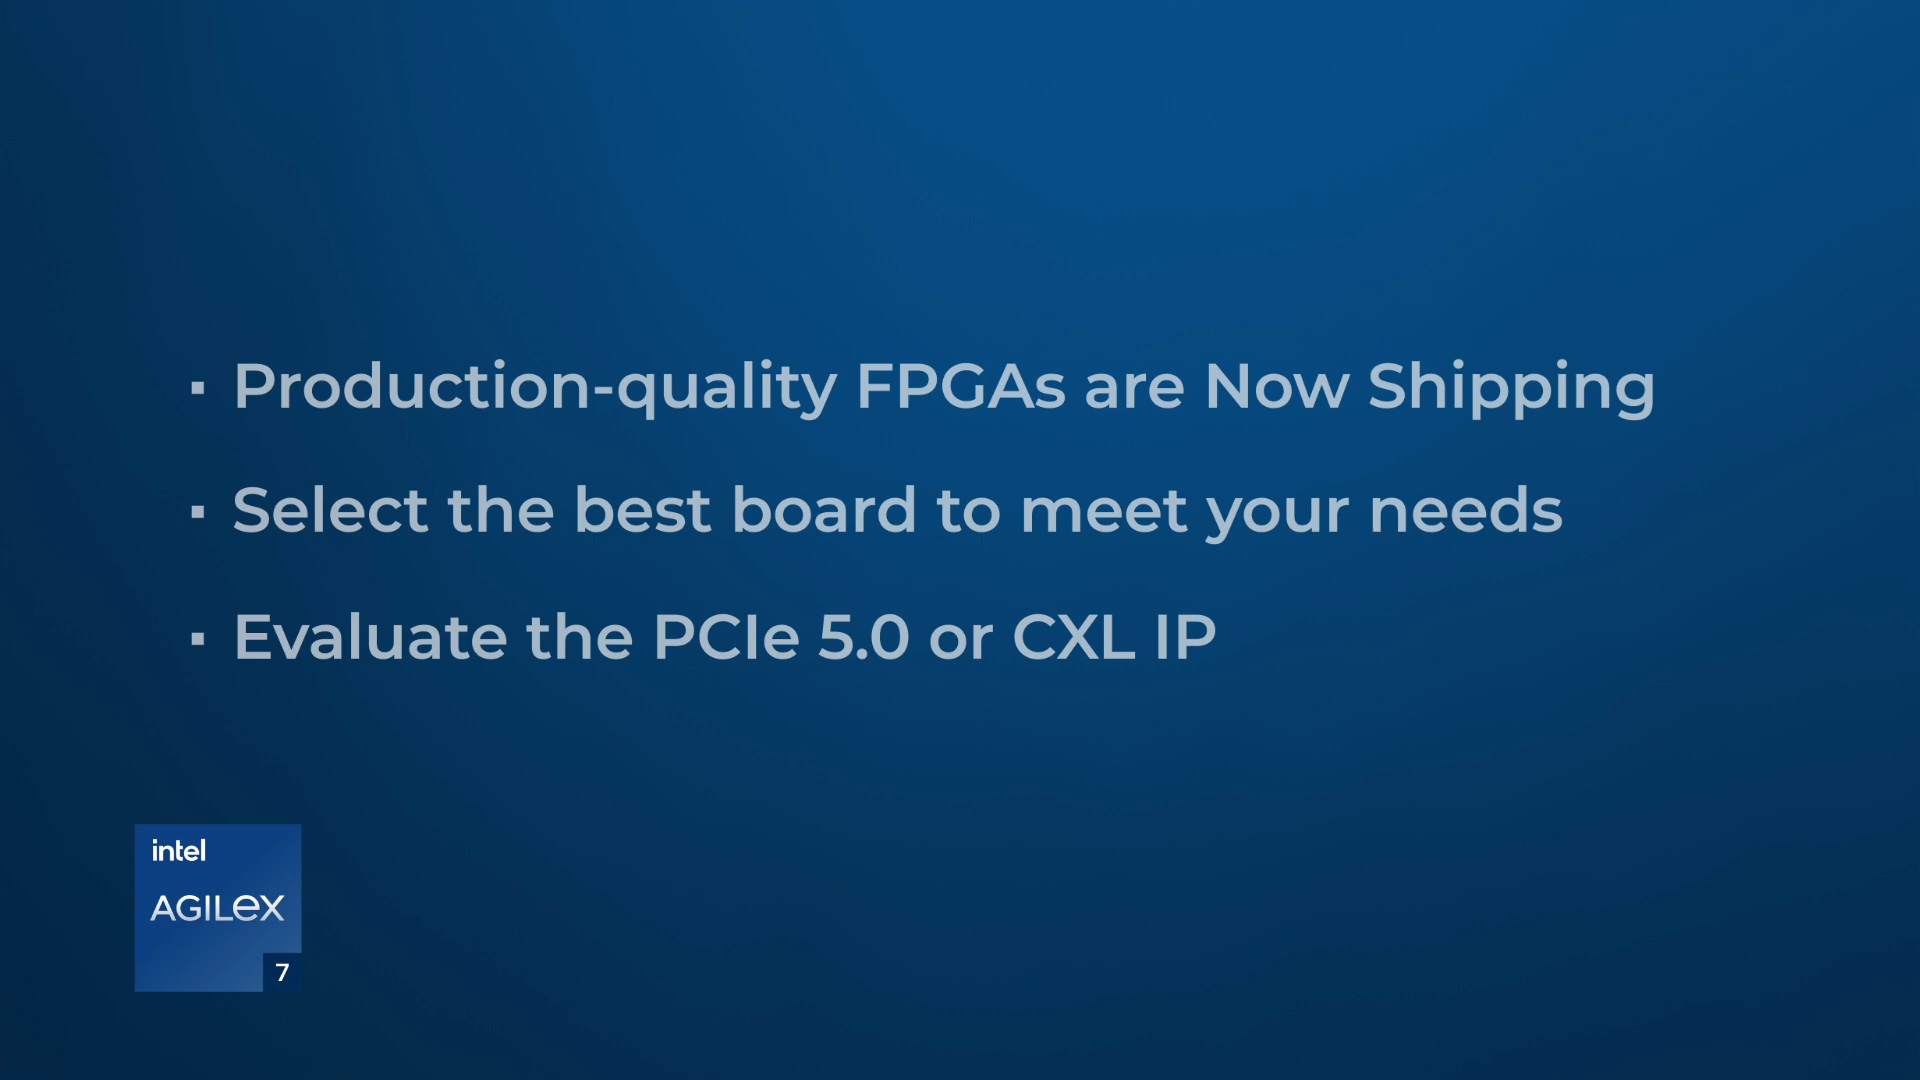 ▪ Production-quality FPGAs are Now Shipping
▪ Select the best board to meet your needs
▪ Evaluate the PCIe 5.0 or CXL IP
intel
AGILEX
7